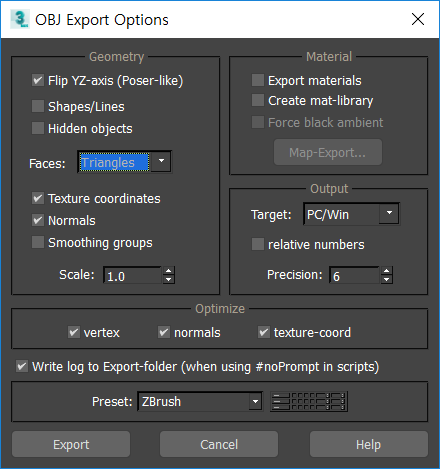 OBJ Export Options
Geometry
Flip YZ-axis (Poser-like)
Shapes/Lines
Hidden objects
Faces: Triangles
Texture coordinates
Normals
Smoothing groups
Scale: 1.0
Material
Export materials
Create mat-library
Force black ambient
Map-Export...
Output
Target: PC/Win
relative numbers
Precision: 6
Optimize
vertex normals texture-coord
Write log to Export-folder (when using #noPrompt in scripts)
Preset: ZBrush
Export Cancel Help